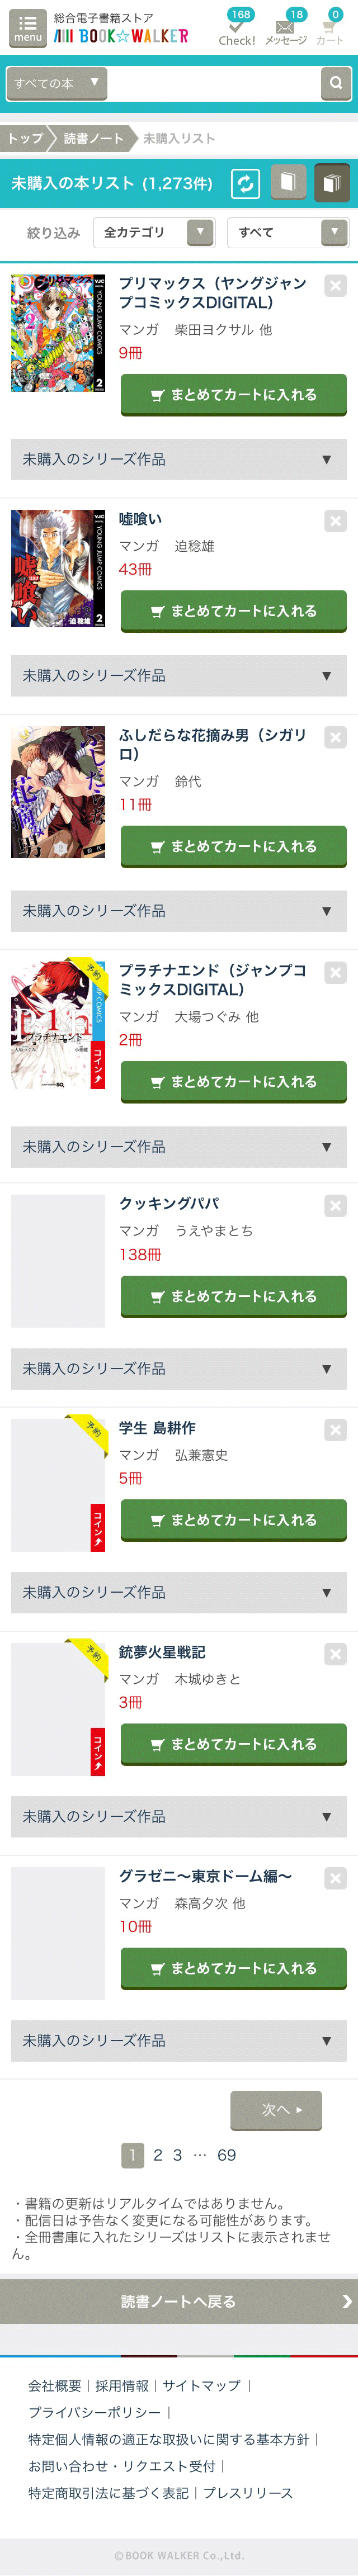 menu
総合電子書籍ストア
BOOK☆WALKER
168
Check!
18
メッセージ
0
カート
すべての本 ▼
トップ
読書ノート
未購入リスト
未購入の本リスト (1,273件)
絞り込み
全カテゴリ ▼
すべて ▼
プリマックス（ヤングジャン
プコミックスDIGITAL）
マンガ 柴田ヨクサル 他
9冊
まとめてカートに入れる
未購入のシリーズ作品 ▼
嘘喰い
マンガ 迫稔雄
43冊
まとめてカートに入れる
未購入のシリーズ作品 ▼
ふしだらな花摘み男（シガリ
ロ）
マンガ 鈴代
11冊
まとめてカートに入れる
未購入のシリーズ作品 ▼
予約
コイン
プラチナエンド（ジャンプコ
ミックスDIGITAL）
マンガ 大場つぐみ 他
2冊
まとめてカートに入れる
未購入のシリーズ作品 ▼
クッキングパパ
マンガ うえやまとち
138冊
まとめてカートに入れる
未購入のシリーズ作品 ▼
予約
コイン
学生 島耕作
マンガ 弘兼憲史
5冊
まとめてカートに入れる
未購入のシリーズ作品 ▼
予約
コイン
銃夢火星戦記
マンガ 木城ゆきと
3冊
まとめてカートに入れる
未購入のシリーズ作品 ▼
グラゼニ〜東京ドーム編〜
マンガ 森高夕次 他
10冊
まとめてカートに入れる
未購入のシリーズ作品 ▼
次へ ▸
1 2 3 … 69
・書籍の更新はリアルタイムではありません。
・配信日は予告なく変更になる可能性があります。
・全冊書庫に入れたシリーズはリストに表示されませ
ん。
読書ノートへ戻る
会社概要｜採用情報｜サイトマップ｜
プライバシーポリシー｜
特定個人情報の適正な取扱いに関する基本方針｜
お問い合わせ・リクエスト受付｜
特定商取引法に基づく表記｜プレスリリース
©BOOK WALKER Co.,Ltd.